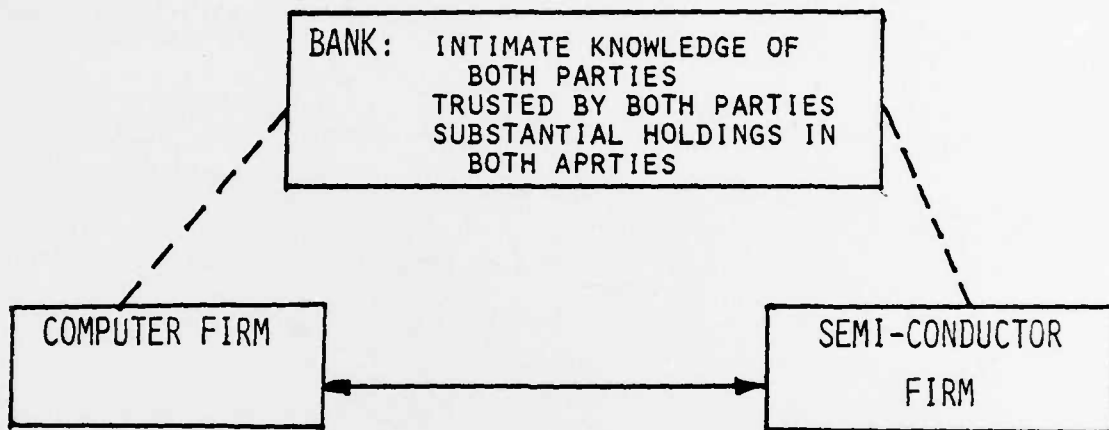 BANK: INTIMATE KNOWLEDGE OF
BOTH PARTIES
TRUSTED BY BOTH PARTIES
SUBSTANTIAL HOLDINGS IN
BOTH APRTIES
COMPUTER FIRM
SEMI-CONDUCTOR
FIRM